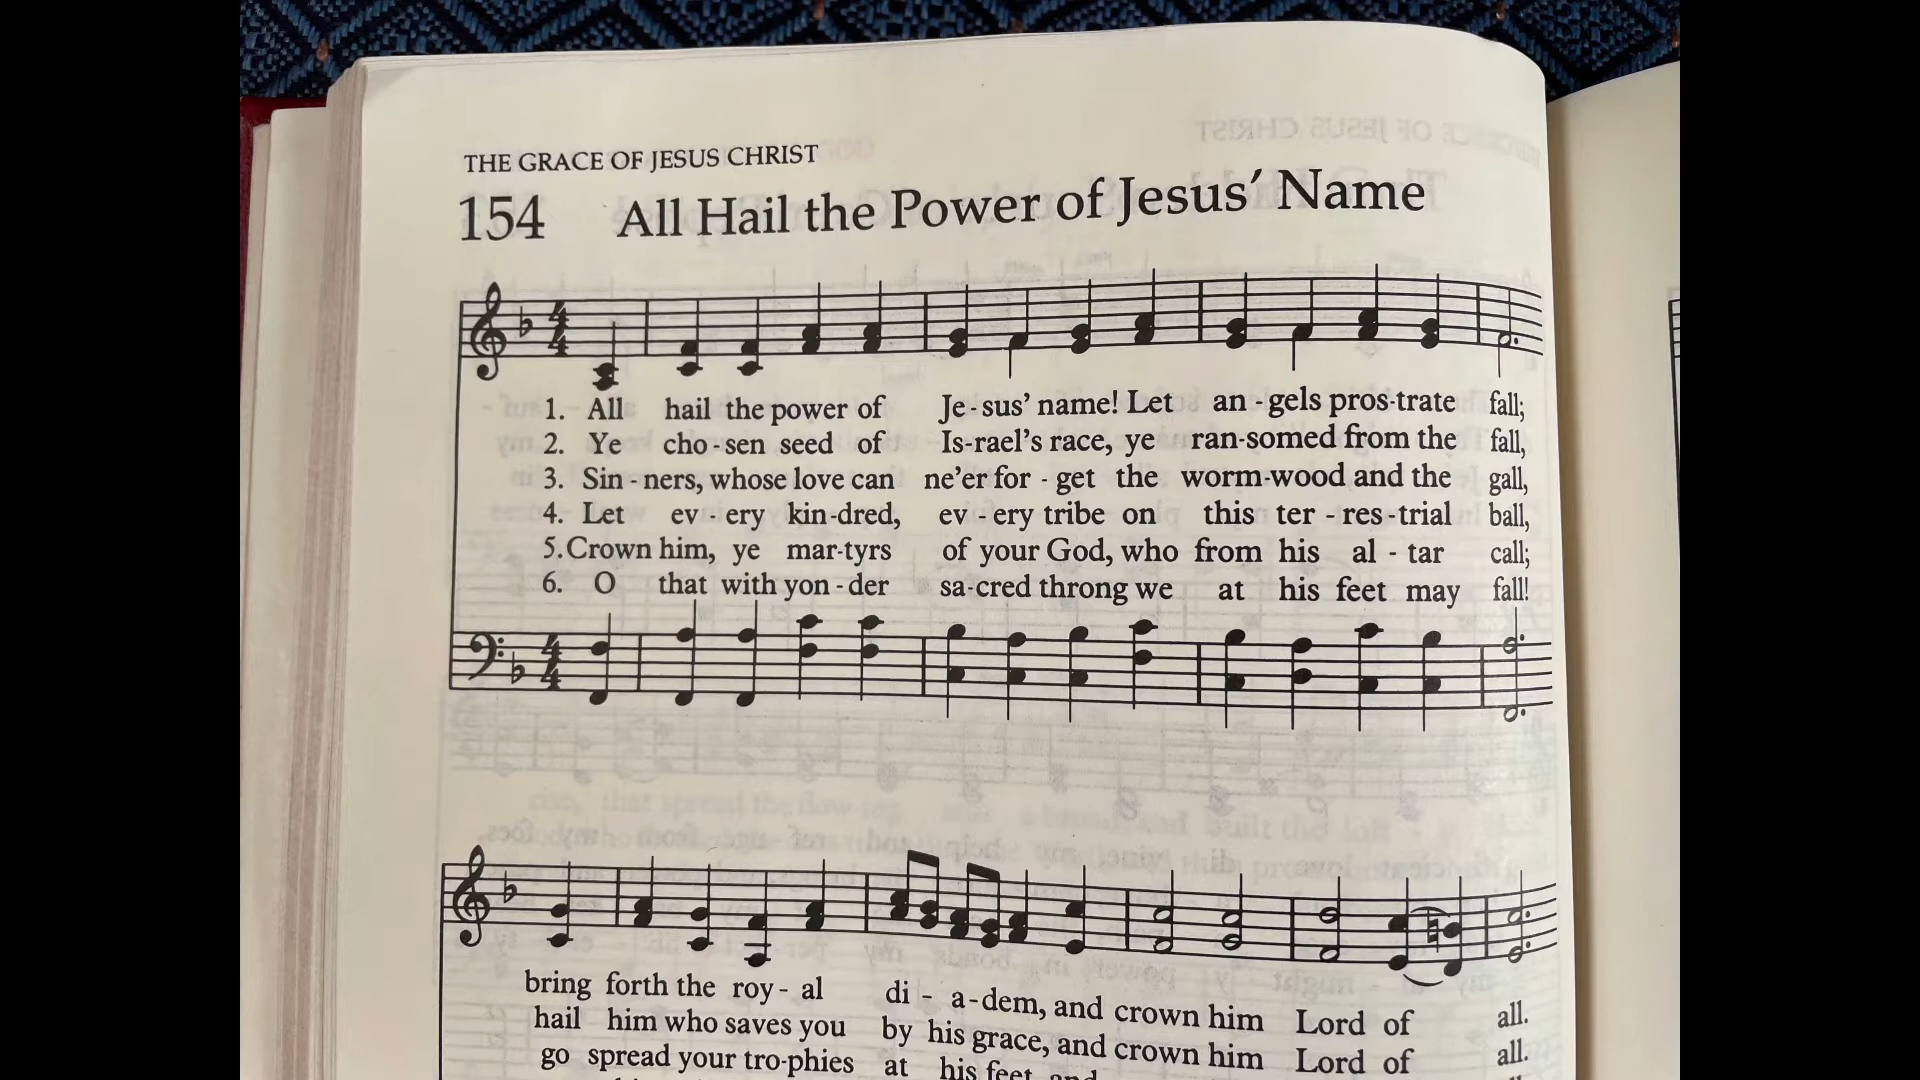 THE GRACE OF JESUS CHRIST
154 All Hail the Power of Jesus’ Name
1. All hail the power of Je-sus’ name! Let an-gels pros-trate fall;
2. Ye cho-sen seed of Is-rael’s race, ye ran-somed from the fall,
3. Sin-ners, whose love can ne’er for-get the worm-wood and the gall,
4. Let ev-ery kin-dred, ev-ery tribe on this ter-res-trial ball,
5. Crown him, ye mar-tyrs of your God, who from his al-tar call;
6. O that with yon-der sa-cred throng we at his feet may fall!
bring forth the roy-al di-a-dem, and crown him Lord of all.
hail him who saves you by his grace, and crown him Lord of all.
go spread your tro-phies at his feet, and